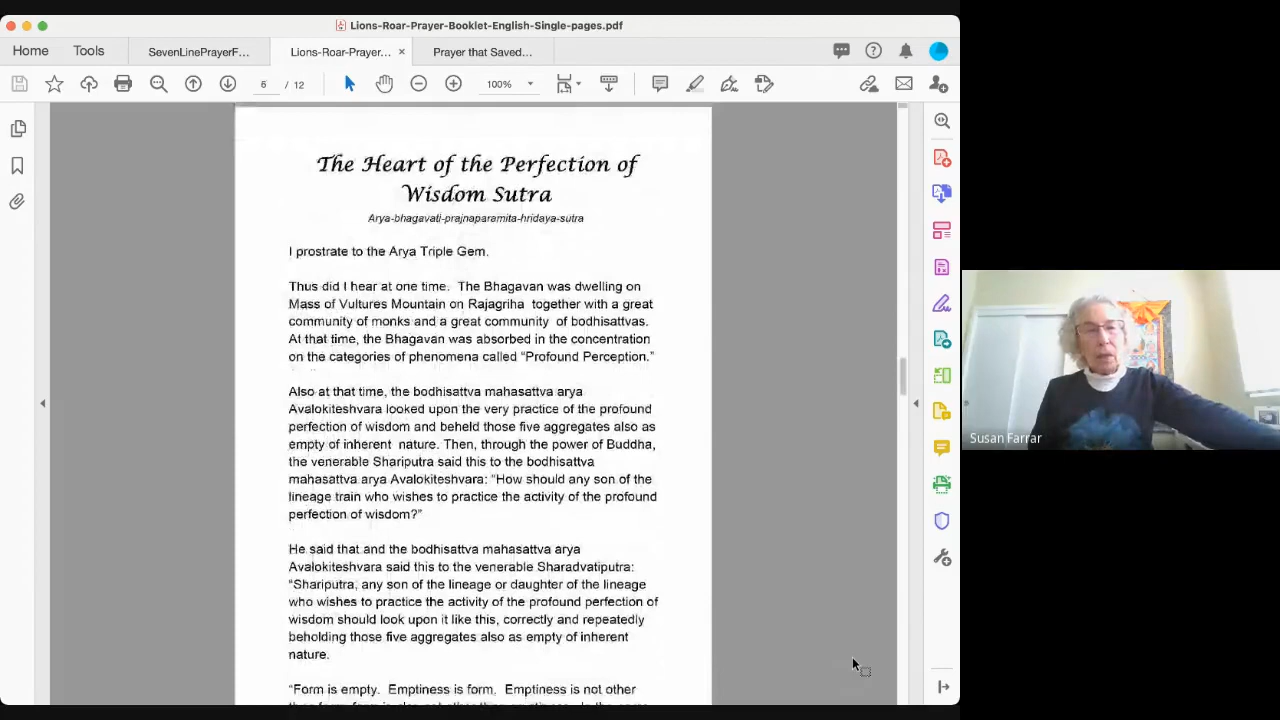 Lions-Roar-Prayer-Booklet-English-Single-pages.pdf
Home Tools SevenLinePrayerF... Lions-Roar-Prayer... × Prayer that Saved...
/ 12 100%
The Heart of the Perfection of
Wisdom Sutra
Arya-bhagavati-prajnaparamita-hridaya-sutra
I prostrate to the Arya Triple Gem.
Thus did I hear at one time. The Bhagavan was dwelling on
Mass of Vultures Mountain on Rajagriha together with a great
community of monks and a great community of bodhisattvas.
At that time, the Bhagavan was absorbed in the concentration
on the categories of phenomena called “Profound Perception.”
Also at that time, the bodhisattva mahasattva arya
Avalokiteshvara looked upon the very practice of the profound
perfection of wisdom and beheld those five aggregates also as
empty of inherent nature. Then, through the power of Buddha,
the venerable Shariputra said this to the bodhisattva
mahasattva arya Avalokiteshvara: “How should any son of the
lineage train who wishes to practice the activity of the profound
perfection of wisdom?”
He said that and the bodhisattva mahasattva arya
Avalokiteshvara said this to the venerable Sharadvatiputra:
“Shariputra, any son of the lineage or daughter of the lineage
who wishes to practice the activity of the profound perfection of
wisdom should look upon it like this, correctly and repeatedly
beholding those five aggregates also as empty of inherent
nature.
“Form is empty. Emptiness is form. Emptiness is not other
Susan Farrar